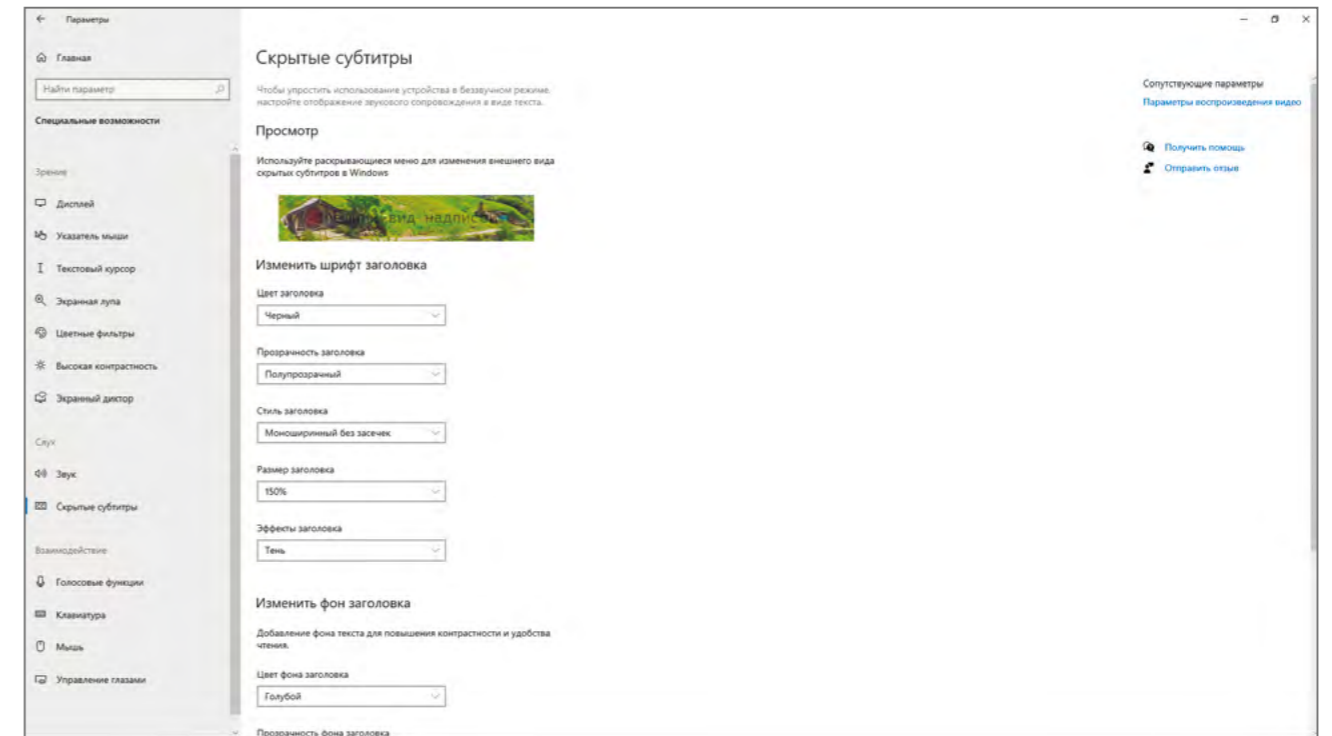 Параметры
Главная
Найти параметр
Специальные возможности
Зрение
Дисплей
Указатель мыши
Текстовый курсор
Экранная лупа
Цветные фильтры
Высокая контрастность
Экранный диктор
Слух
Звук
Скрытые субтитры
Взаимодействие
Голосовые функции
Клавиатура
Мышь
Управление глазами
Скрытые субтитры
Чтобы упростить использование устройства в беззвучном режиме,
настройте отображение звукового сопровождения в виде текста.
Просмотр
Используйте раскрывающиеся меню для изменения внешнего вида
скрытых субтитров в Windows
вид надписей
Изменить шрифт заголовка
Цвет заголовка
Черный
Прозрачность заголовка
Полупрозрачный
Стиль заголовка
Моноширинный без засечек
Размер заголовка
150%
Эффекты заголовка
Тень
Изменить фон заголовка
Добавление фона текста для повышения контрастности и удобства
чтения.
Цвет фона заголовка
Голубой
Прозрачность фона заголовка
Сопутствующие параметры
Параметры воспроизведения видео
Получить помощь
Отправить отзыв